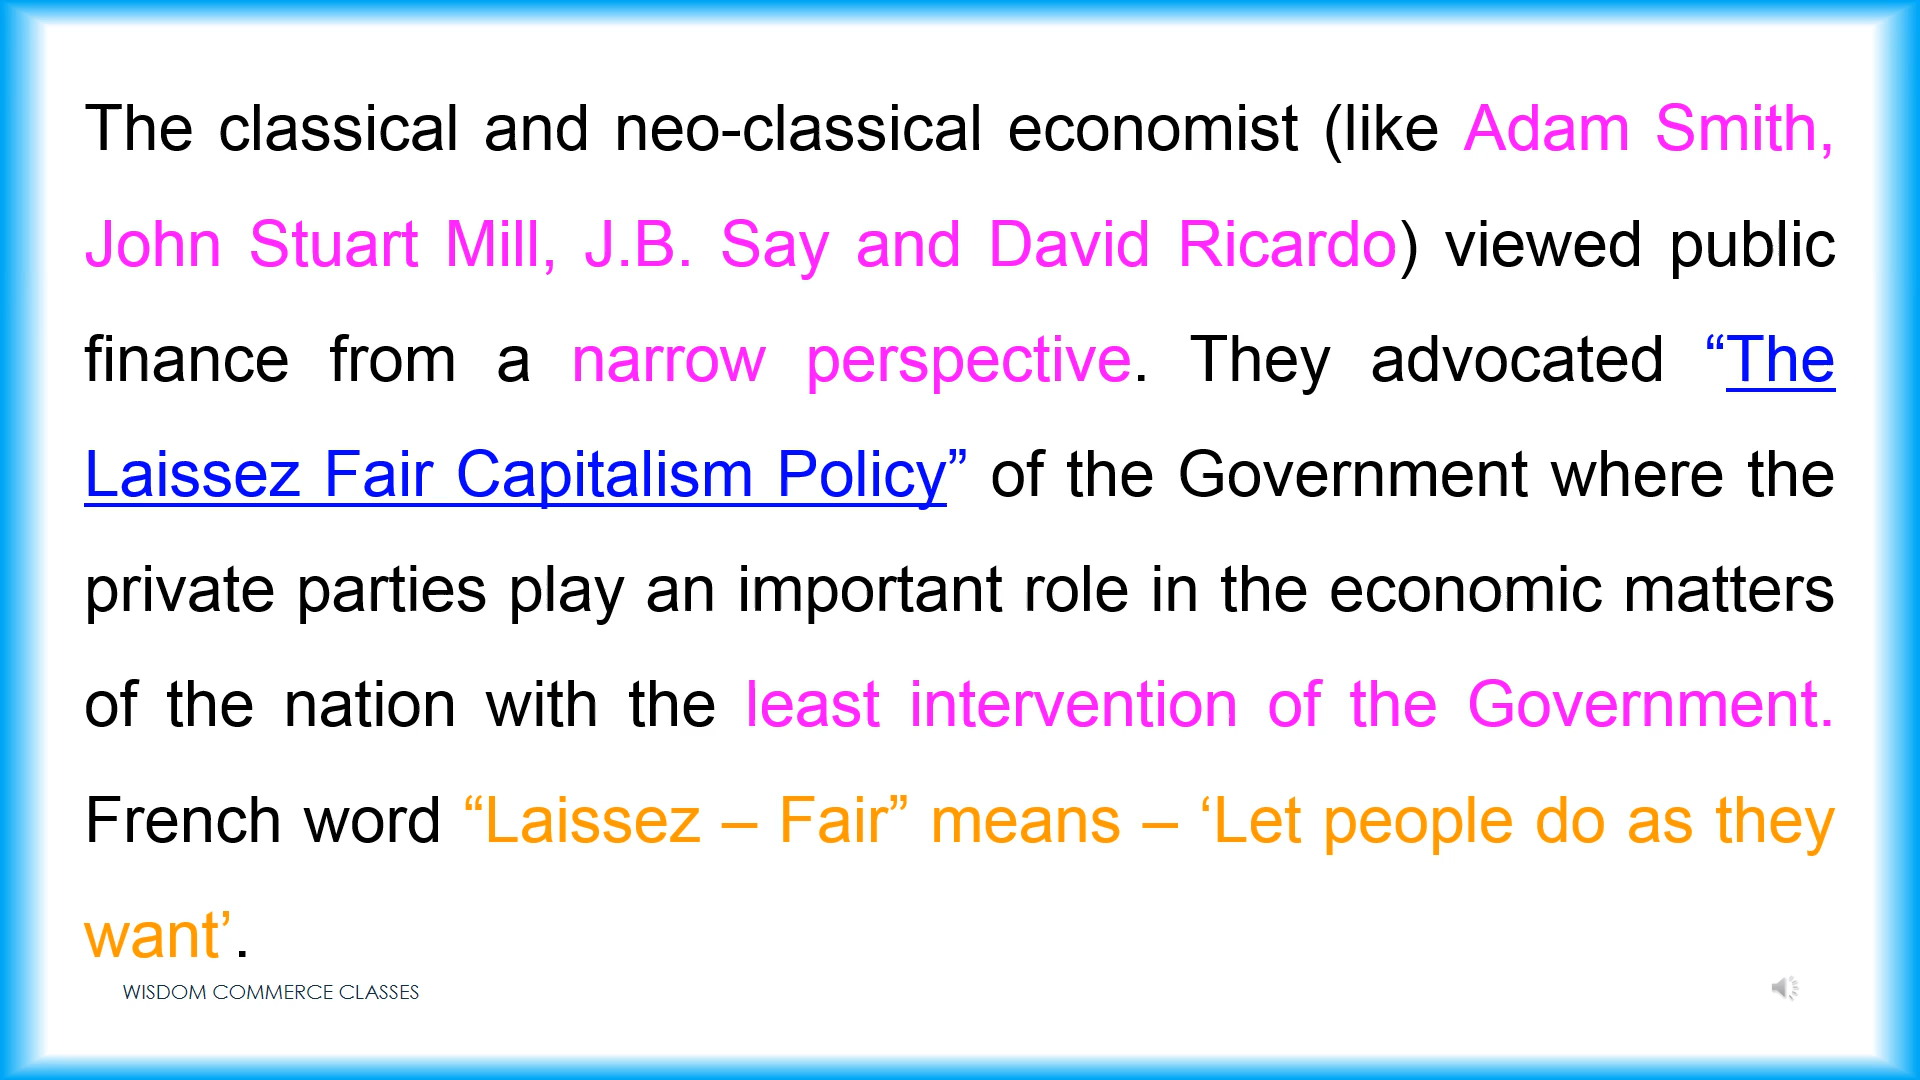 The classical and neo-classical economist (like Adam Smith,
John Stuart Mill, J.B. Say and David Ricardo) viewed public
finance from a narrow perspective. They advocated “The
Laissez Fair Capitalism Policy” of the Government where the
private parties play an important role in the economic matters
of the nation with the least intervention of the Government.
French word “Laissez – Fair” means – ‘Let people do as they
want’.
WISDOM COMMERCE CLASSES